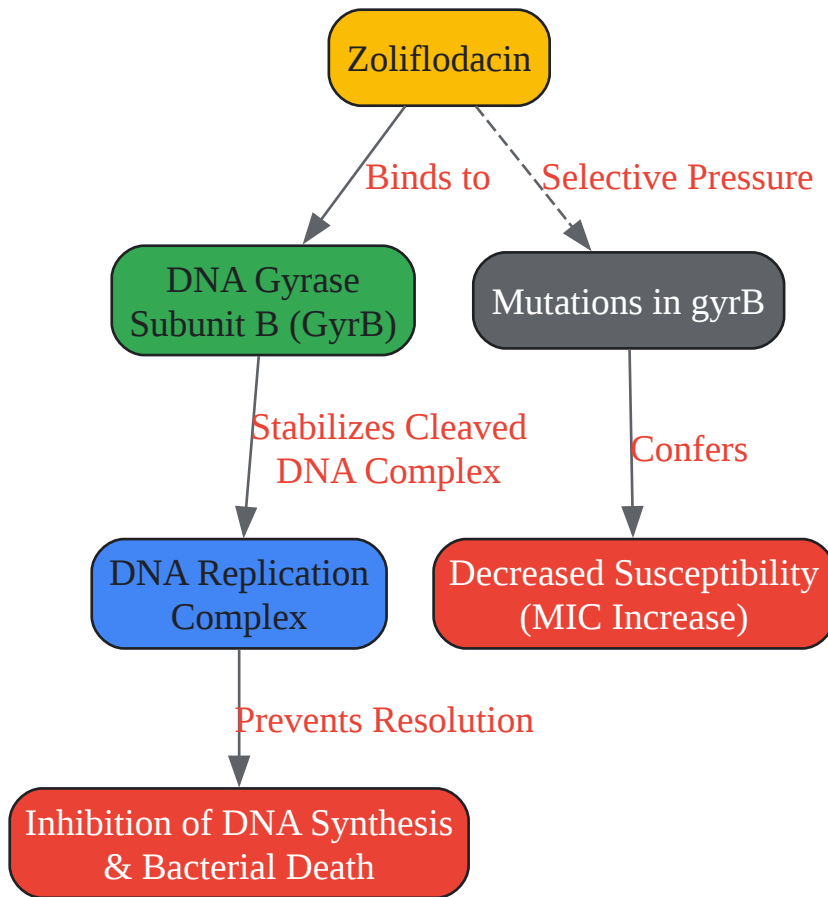 Zoliflodacin
Binds to
Selective Pressure
DNA Gyrase
Subunit B (GyrB)
Mutations in gyrB
Stabilizes Cleaved
DNA Complex
Confers
DNA Replication
Complex
Decreased Susceptibility
(MIC Increase)
Prevents Resolution
Inhibition of DNA Synthesis
& Bacterial Death